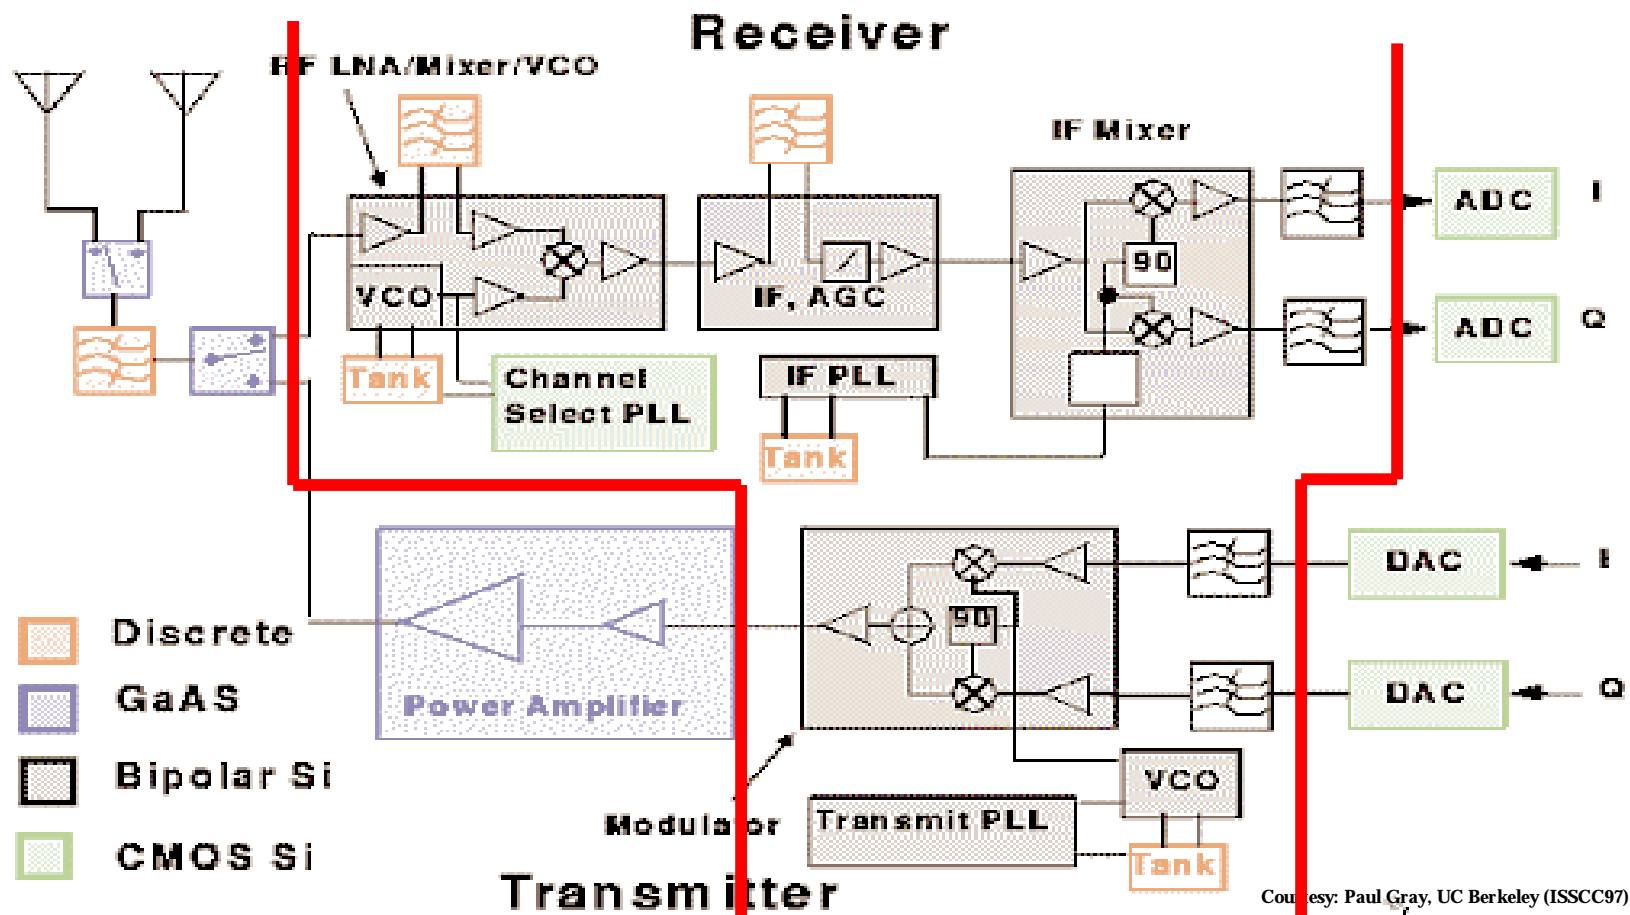 Receiver
RF LNA/Mixer/VCO
IF Mixer
ADC
I
90
VCO
IF, AGC
ADC
Q
Tank
Channel
Select PLL
IF PLL
Tank
DAC
I
90
Discrete
GaAS
Power Amplifier
DAC
Q
Bipolar Si
VCO
Modulator
Transmit PLL
CMOS Si
Tank
Transmitter
Courtesy: Paul Gray, UC Berkeley (ISSCC97)